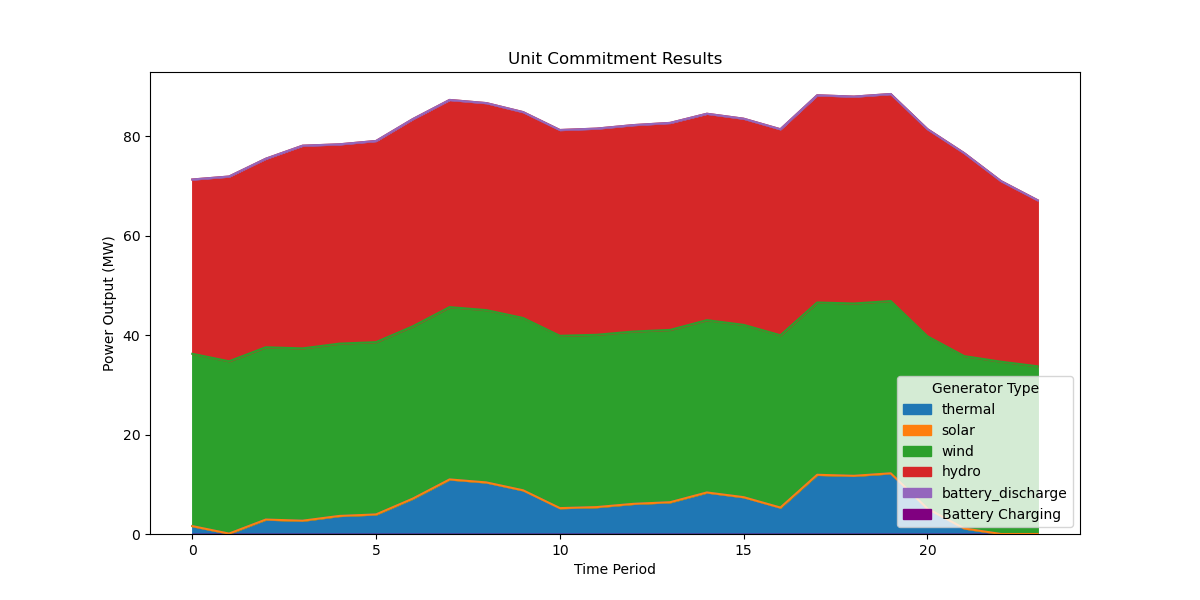 Unit Commitment Results
Power Output (MW)
80
60
40
20
0
0 5 10 15 20
Time Period
Generator Type
thermal
solar
wind
hydro
battery_discharge
Battery Charging